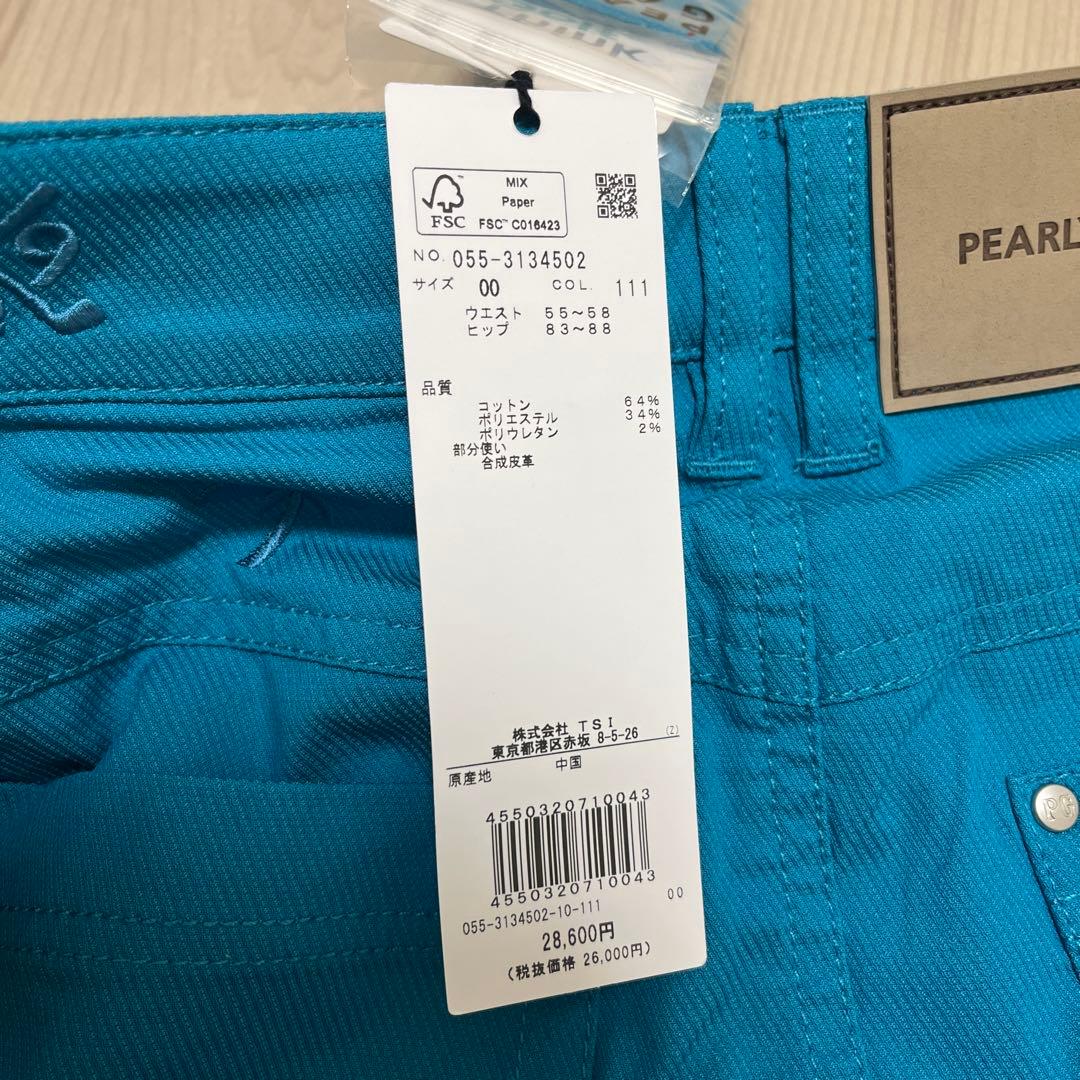 MIX
Paper
FSC
FSC™ C016423
PEARLY
NO. 055-3134502
サイズ 00 COL. 111
ウエスト 55～58
ヒップ 83～88
品質
コットン 64%
ポリエステル 34%
ポリウレタン 2%
部分使い
合成皮革
株式会社 TSI
東京都港区赤坂 8-5-26 (Z)
原産地 中国
4550320710043
4550320710043
055-3134502-10-111 00
28,600円
(税抜価格 26,000円)
PG